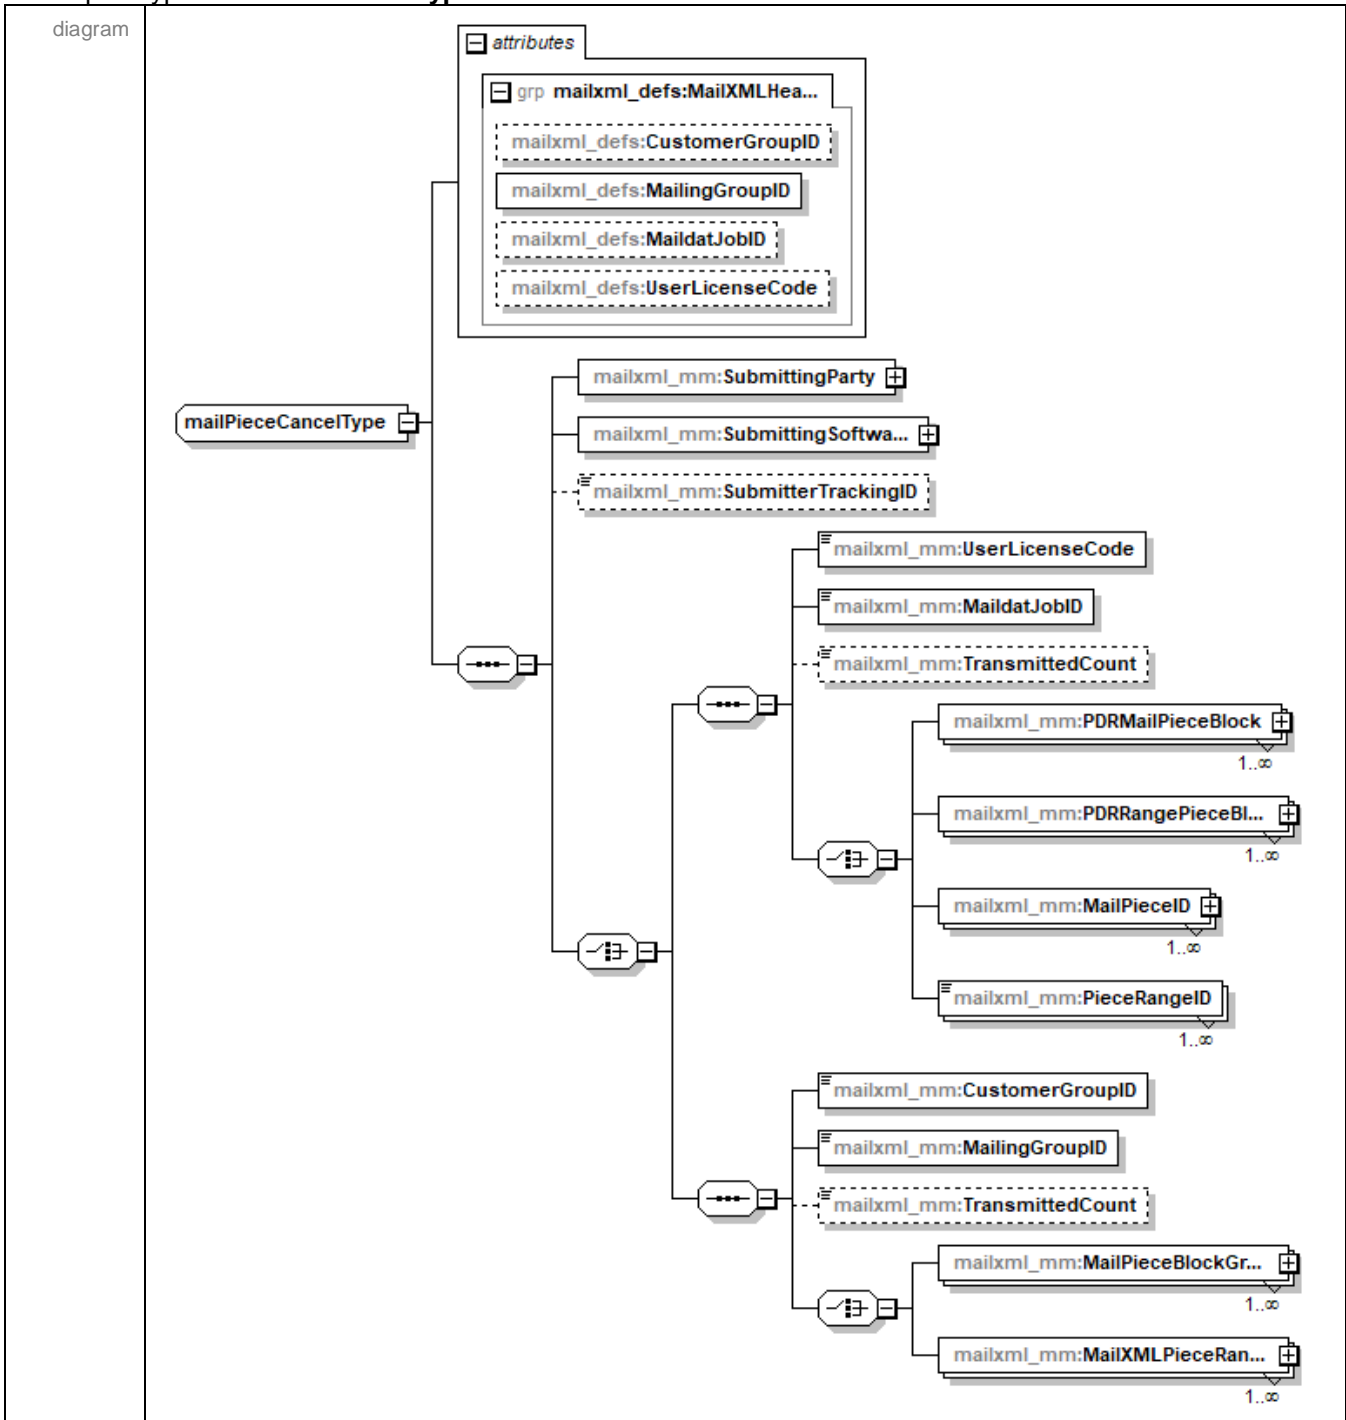 diagram
attributes
grp mailxml_defs:MailXMLHea...
mailxml_defs:CustomerGroupID
mailxml_defs:MailingGroupID
mailxml_defs:MaildatJobID
mailxml_defs:UserLicenseCode
mailPieceCancelType
mailxml_mm:SubmittingParty
mailxml_mm:SubmittingSoftwa...
mailxml_mm:SubmitterTrackingID
mailxml_mm:UserLicenseCode
mailxml_mm:MaildatJobID
mailxml_mm:TransmittedCount
mailxml_mm:PDRMailPieceBlock
1..∞
mailxml_mm:PDRRangePieceBl...
1..∞
mailxml_mm:MailPieceID
1..∞
mailxml_mm:PieceRangeID
1..∞
mailxml_mm:CustomerGroupID
mailxml_mm:MailingGroupID
mailxml_mm:TransmittedCount
mailxml_mm:MailPieceBlockGr...
1..∞
mailxml_mm:MailXMLPieceRan...
1..∞